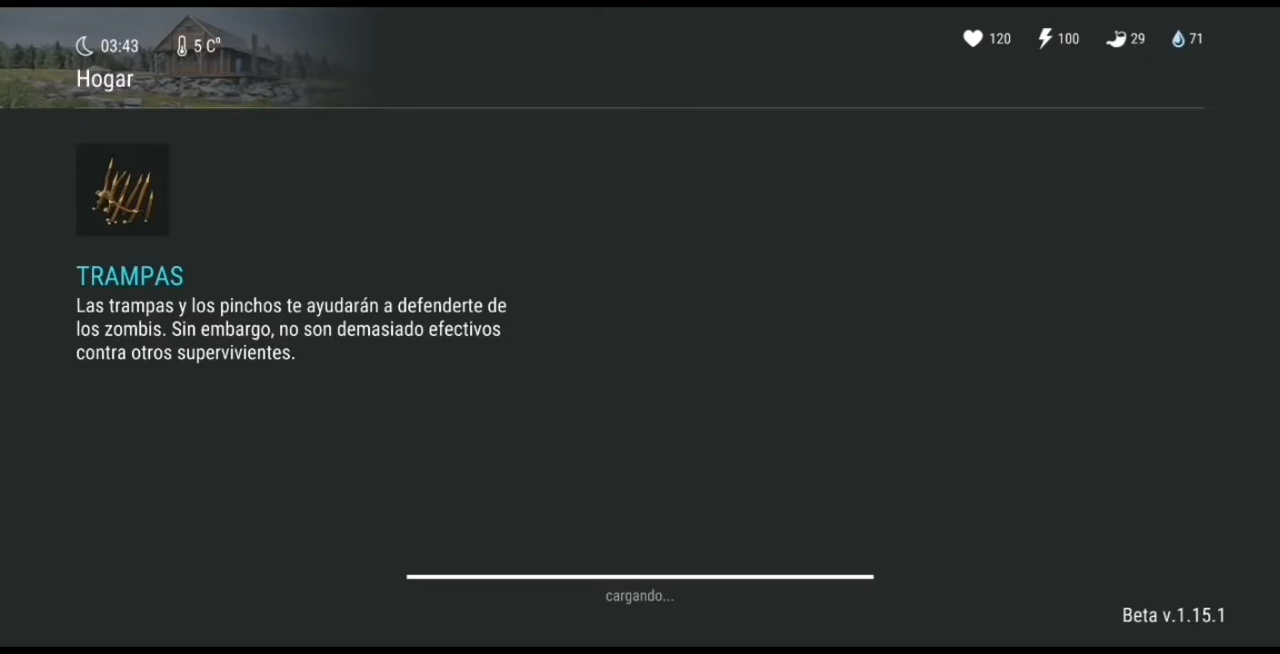 03:43 5 C° 120 100 29 71
Hogar
TRAMPAS
Las trampas y los pinchos te ayudarán a defenderte de
los zombis. Sin embargo, no son demasiado efectivos
contra otros supervivientes.
cargando...
Beta v.1.15.1